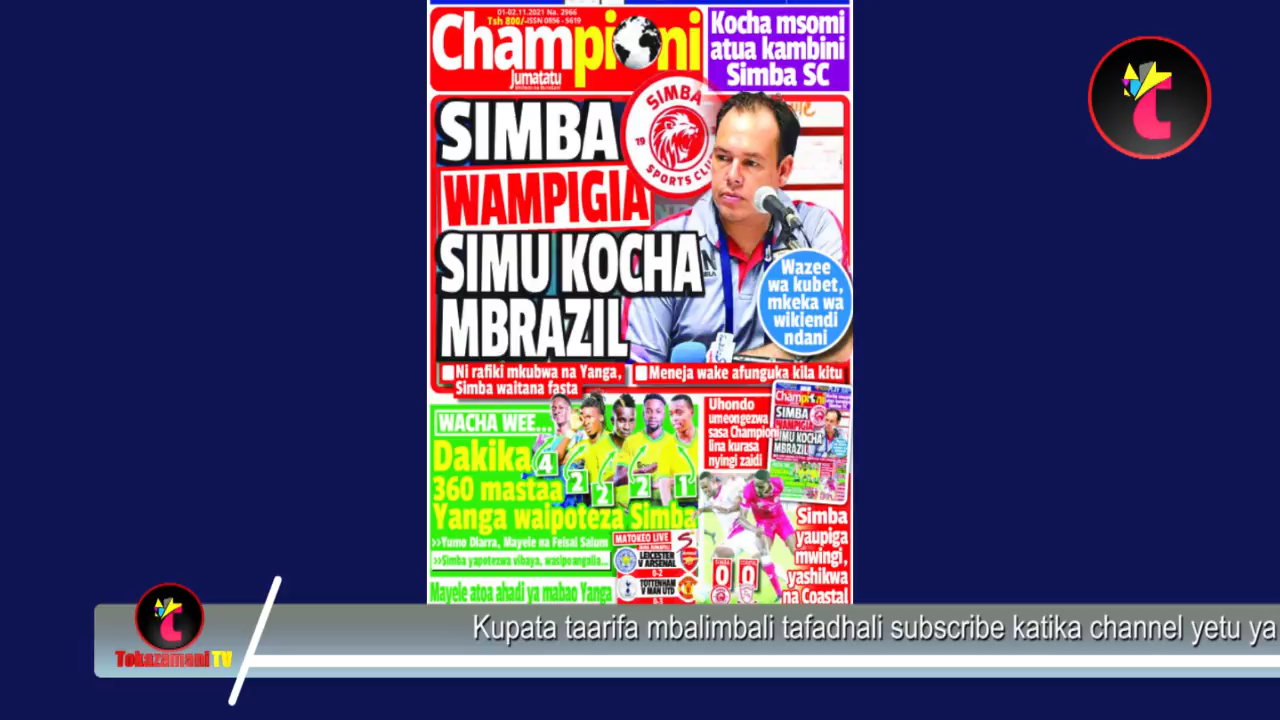 01-02.11.2021 Na. 2966
Tsh 800/- ISSN 0856 - 5619
Championi
Jumatatu
Kocha msomi
atua kambini
Simba SC
SIMBA
WAMPIGIA
SIMU KOCHA
MBRAZIL
SIMBA
19
SPORTS CLUB
Wazee
wa kubet,
mkeka wa
wikiendi
ndani
Ni rafiki mkubwa na Yanga,
Simba waitana fasta
Meneja wake afunguka kila kitu
WACHA WEE...
Dakika
360 mastaa
Yanga waipoteza Simba
4
2
2
2
1
>>Yumo Diarra, Mayele na Feisal Salum
>>Simba yapotezwa vibaya, wasipoangalia...
Mayele atoa ahadi ya mabao Yanga
MATOKEO LIVE
LEICESTER
V ARSENAL
0-2
TOTTENHAM
V MAN UTD
0-3
Uhondo
umeongezwa
sasa Championi
lina kurasa
nyingi zaidi
Championi
SIMBA
WAMPIGIA
SIMU KOCHA
MBRAZIL
Simba
yaupiga
mwingi,
yashikwa
na Coastal
0 0
Kupata taarifa mbalimbali tafadhali subscribe katika channel yetu ya
Tokazamani TV